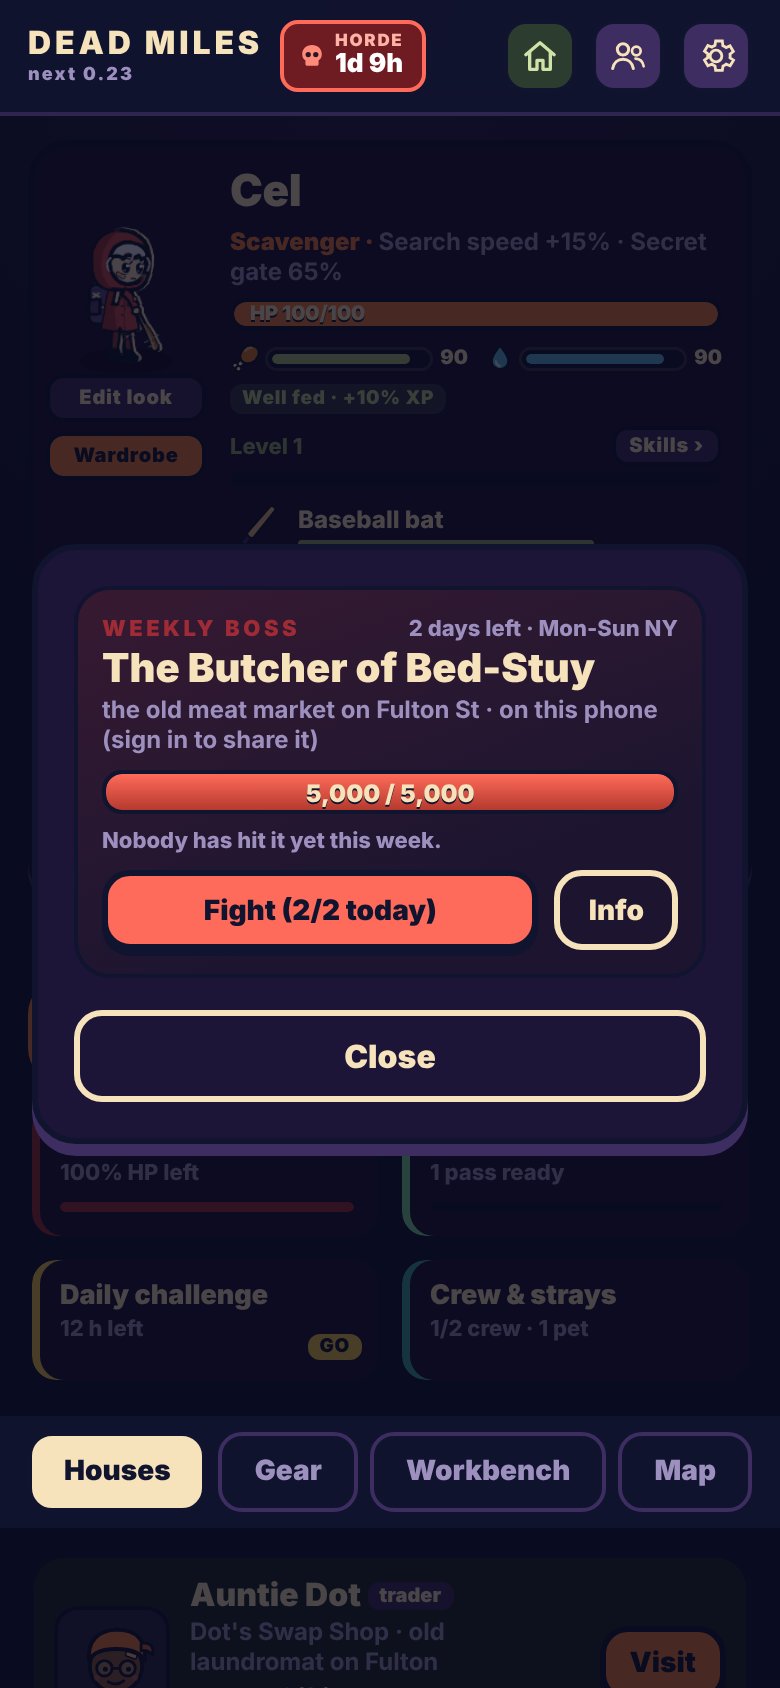 DEAD MILES
next 0.23
HORDE
1d 9h
Cel
Scavenger · Search speed +15% · Secret
gate 65%
HP 100/100
90
90
Edit look
Well fed · +10% XP
Wardrobe
Level 1
Skills ›
Baseball bat
WEEKLY BOSS
2 days left · Mon-Sun NY
The Butcher of Bed-Stuy
the old meat market on Fulton St · on this phone
(sign in to share it)
5,000 / 5,000
Nobody has hit it yet this week.
Fight (2/2 today)
Info
Close
100% HP left
1 pass ready
Daily challenge
12 h left
GO
Crew & strays
1/2 crew · 1 pet
Houses
Gear
Workbench
Map
Auntie Dot
trader
Dot's Swap Shop · old
laundromat on Fulton
Visit